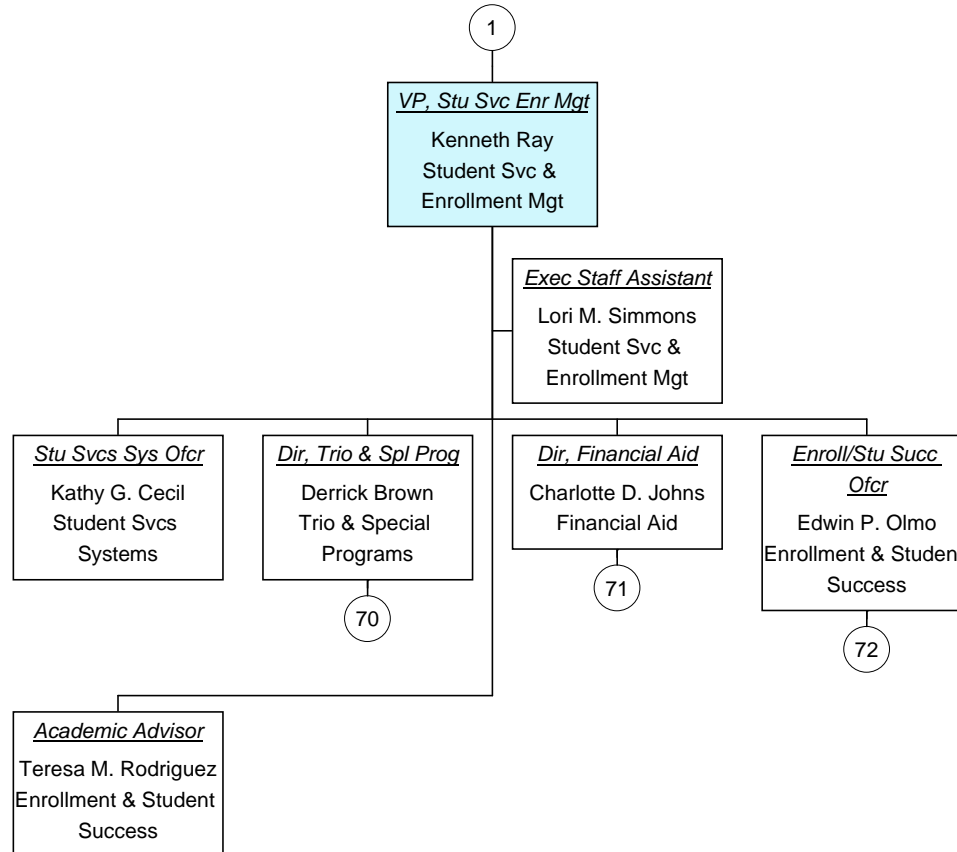 1
VP, Stu Svc Enr Mgt
Kenneth Ray
Student Svc &
Enrollment Mgt
Exec Staff Assistant
Lori M. Simmons
Student Svc &
Enrollment Mgt
Stu Svcs Sys Ofcr
Kathy G. Cecil
Student Svcs
Systems
Dir, Trio & Spl Prog
Derrick Brown
Trio & Special
Programs
70
Dir, Financial Aid
Charlotte D. Johns
Financial Aid
71
Enroll/Stu Succ
Ofcr
Edwin P. Olmo
Enrollment & Studen
Success
72
Academic Advisor
Teresa M. Rodriguez
Enrollment & Student
Success